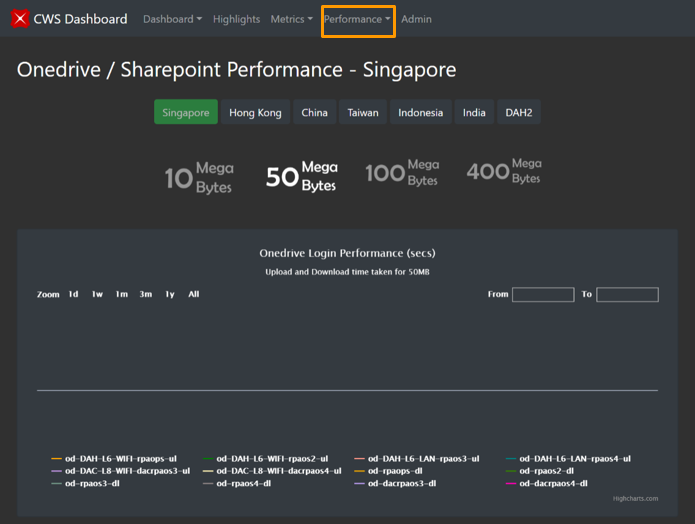 CWS Dashboard Dashboard Highlights Metrics Performance Admin
Onedrive / Sharepoint Performance - Singapore
Singapore Hong Kong China Taiwan Indonesia India DAH2
10 Mega Bytes 50 Mega Bytes 100 Mega Bytes 400 Mega Bytes
Onedrive Login Performance (secs)
Upload and Download time taken for 50MB
Zoom 1d 1w 1m 3m 1y All From To
od-DAH-L6-WIFI-rpaops-ul od-DAH-L6-WIFI-rpaos2-ul od-DAH-L6-LAN-rpaos3-ul od-DAH-L6-LAN-rpaos4-ul
od-DAC-L8-WIFI-dacrpaos3-ul od-DAC-L8-WIFI-dacrpaos4-ul od-rpaops-dl od-rpaos2-dl
od-rpaos3-dl od-rpaos4-dl od-dacrpaos3-dl od-dacrpaos4-dl
Highcharts.com